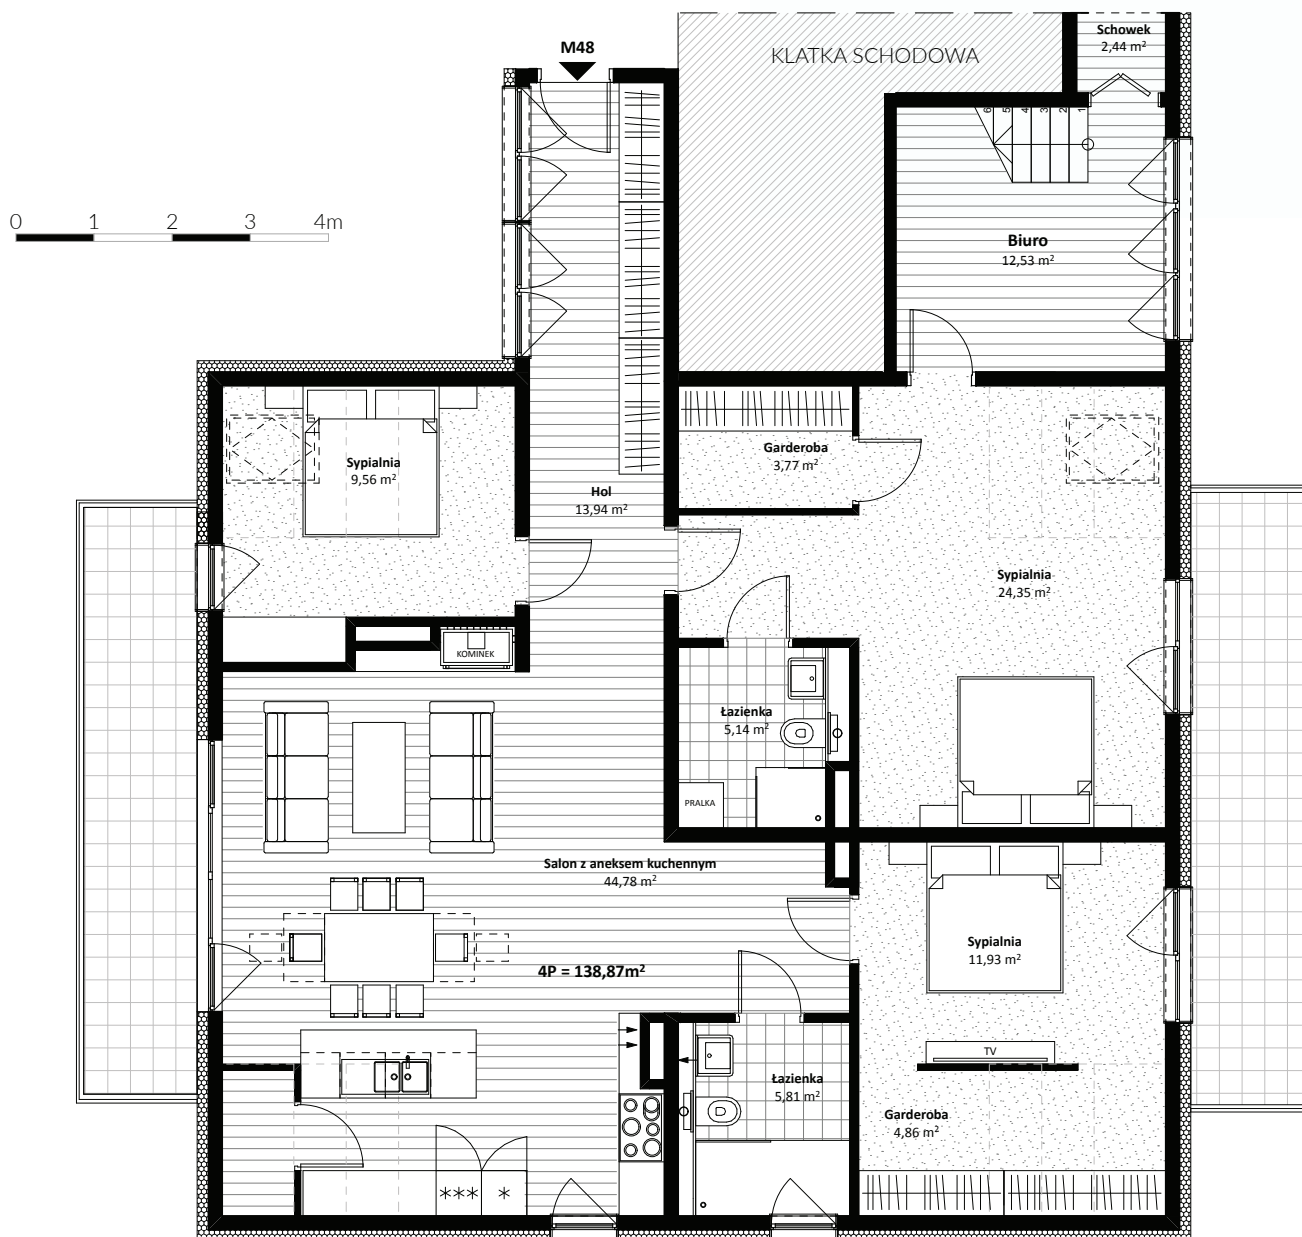 Schowek
2,44 m²
M48
KLATKA SCHODOWA
6 5 4 3 2 1
0 1 2 3 4m
Biuro
12,53 m²
Garderoba
3,77 m²
Sypialnia
9,56 m²
Hol
13,94 m²
Sypialnia
24,35 m²
KOMINEK
Łazienka
5,14 m²
PRALKA
Salon z aneksem kuchennym
44,78 m²
Sypialnia
11,93 m²
4P = 138,87m²
TV
Łazienka
5,81 m²
Garderoba
4,86 m²
*** *